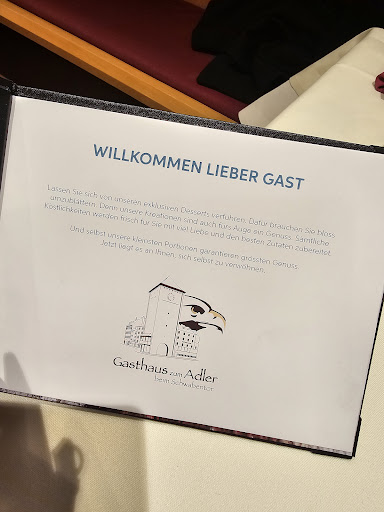 WILLKOMMEN LIEBER GAST
Lassen Sie sich von unseren exklusiven Desserts verführen. Dafür brauchen Sie bloss
umzublättern. Denn unsere Kreationen sind auch fürs Auge ein Genuss. Sämtliche
Köstlichkeiten werden frisch für Sie mit viel Liebe und den besten Zutaten zubereitet.
Und selbst unsere kleinsten Portionen garantieren grössten Genuss.
Jetzt liegt es an Ihnen, sich selbst zu verwöhnen.
Gasthaus zum Adler
beim Schwabentor